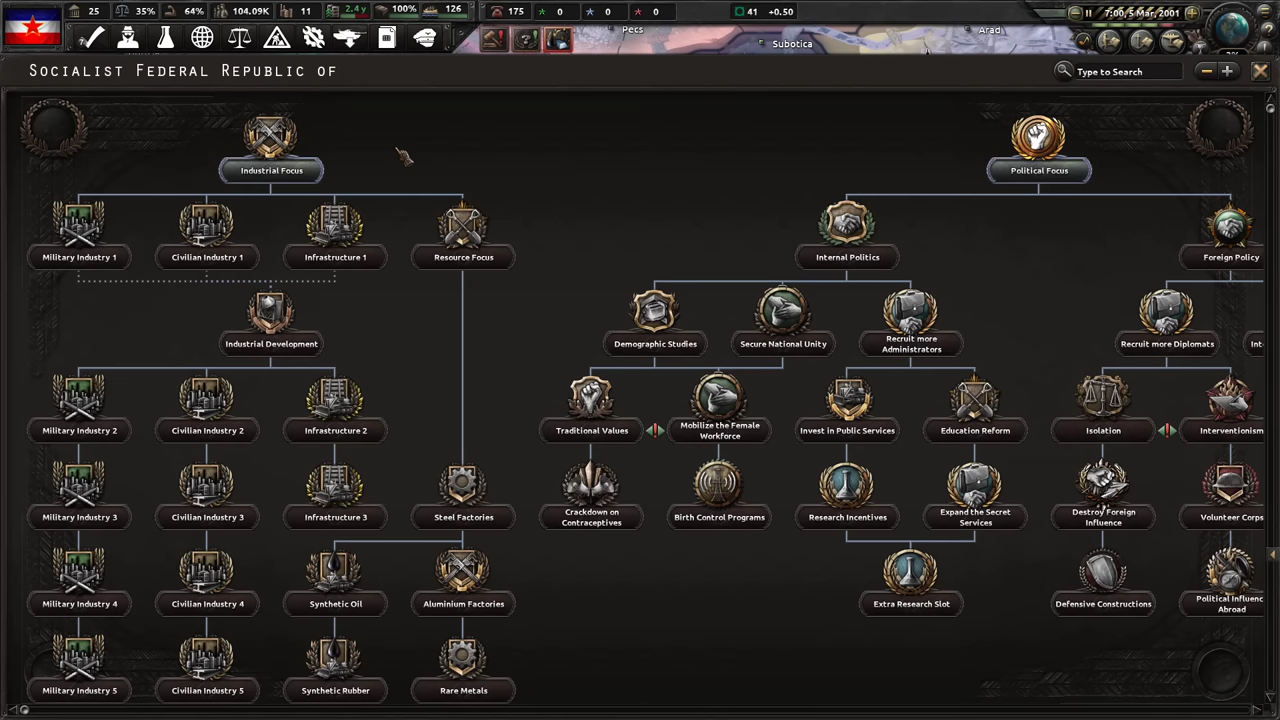 25 35% 64% 104.09K 11 2.4y 100% 126 175 0 0 0 41 +0.50 7:00, 5 Mar, 2001
Pecs
Subotica
Arad
SOCIALIST FEDERAL REPUBLIC OF
Type to Search
Industrial Focus
Political Focus
Military Industry 1
Civilian Industry 1
Infrastructure 1
Resource Focus
Internal Politics
Foreign Policy
Industrial Development
Demographic Studies
Secure National Unity
Recruit more
Administrators
Recruit more Diplomats
Int
Military Industry 2
Civilian Industry 2
Infrastructure 2
Traditional Values
Mobilize the Female
Workforce
Invest in Public Services
Education Reform
Isolation
Interventionism
Military Industry 3
Civilian Industry 3
Infrastructure 3
Steel Factories
Crackdown on
Contraceptives
Birth Control Programs
Research Incentives
Expand the Secret
Services
Destroy Foreign
Influence
Volunteer Corps
Military Industry 4
Civilian Industry 4
Synthetic Oil
Aluminium Factories
Extra Research Slot
Defensive Constructions
Political Influenc
Abroad
Military Industry 5
Civilian Industry 5
Synthetic Rubber
Rare Metals